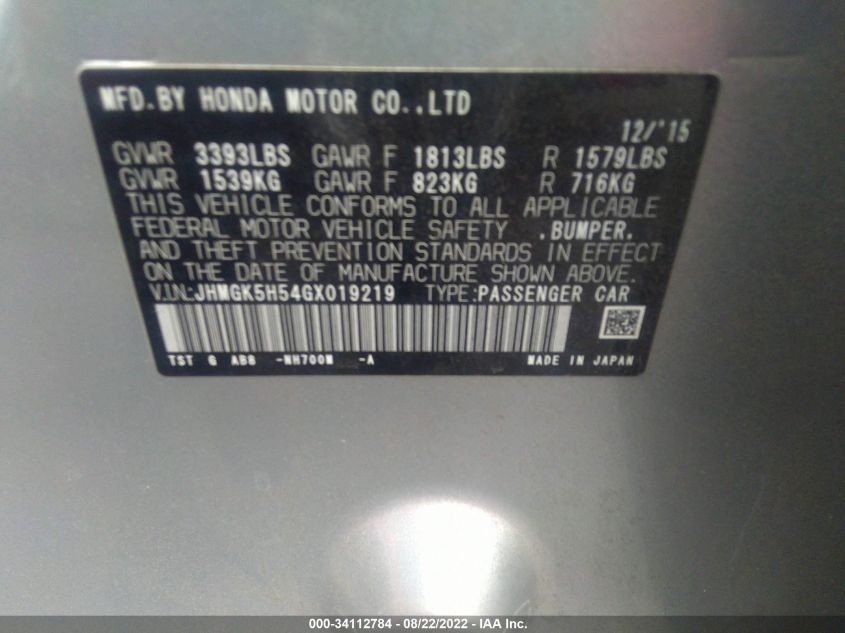 MFD.BY HONDA MOTOR CO.,LTD
12/'15
GVWR 3393LBS GAWR F 1813LBS R 1579LBS
GVWR 1539KG GAWR F 823KG R 716KG
THIS VEHICLE CONFORMS TO ALL APPLICABLE
FEDERAL MOTOR VEHICLE SAFETY ,BUMPER,
AND THEFT PREVENTION STANDARDS IN EFFECT
ON THE DATE OF MANUFACTURE SHOWN ABOVE.
V.I.N:JHMGK5H54GX019219 TYPE:PASSENGER CAR
TST G AB8 -NH700M -A MADE IN JAPAN
000-34112784 - 08/22/2022 - IAA Inc.